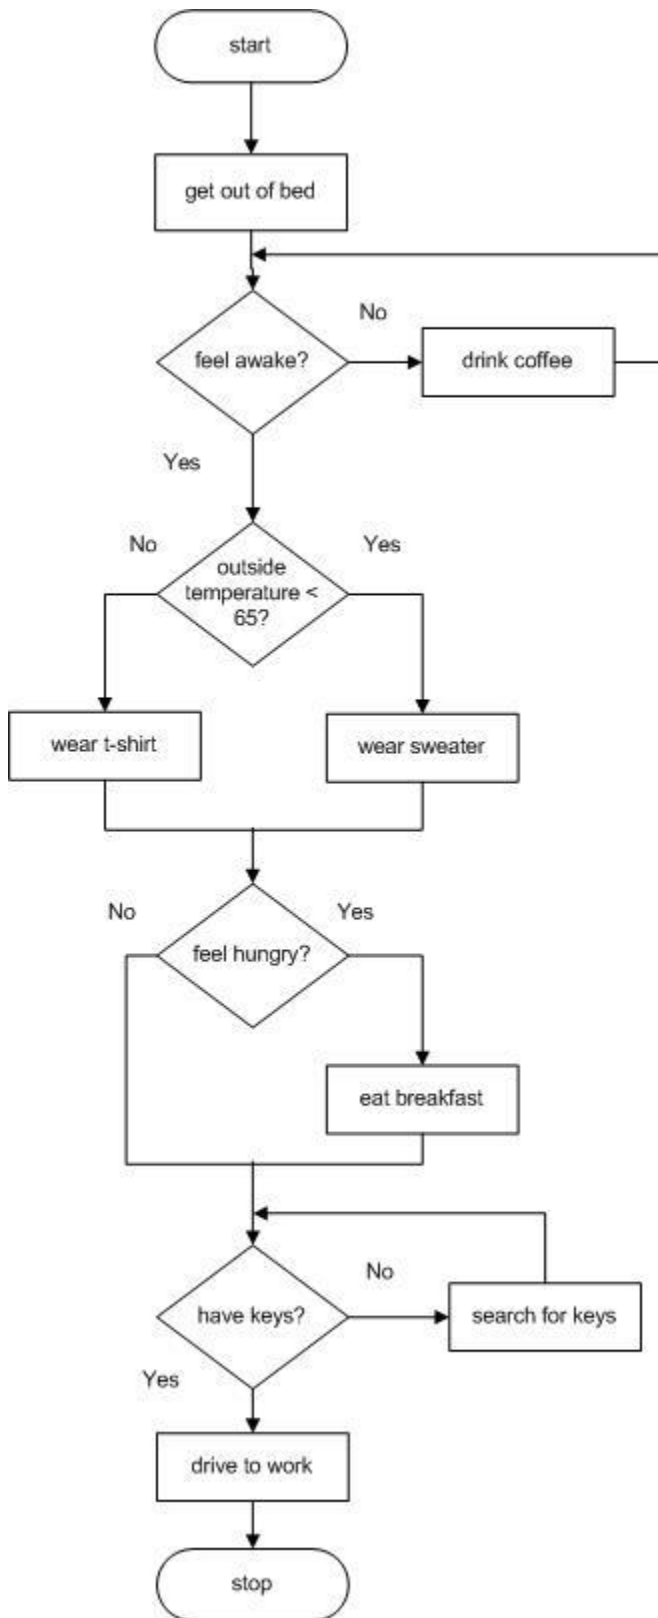 start
get out of bed
No
feel awake?
drink coffee
Yes
No
Yes
outside
temperature <
65?
wear t-shirt
wear sweater
No
Yes
feel hungry?
eat breakfast
No
have keys?
search for keys
Yes
drive to work
stop